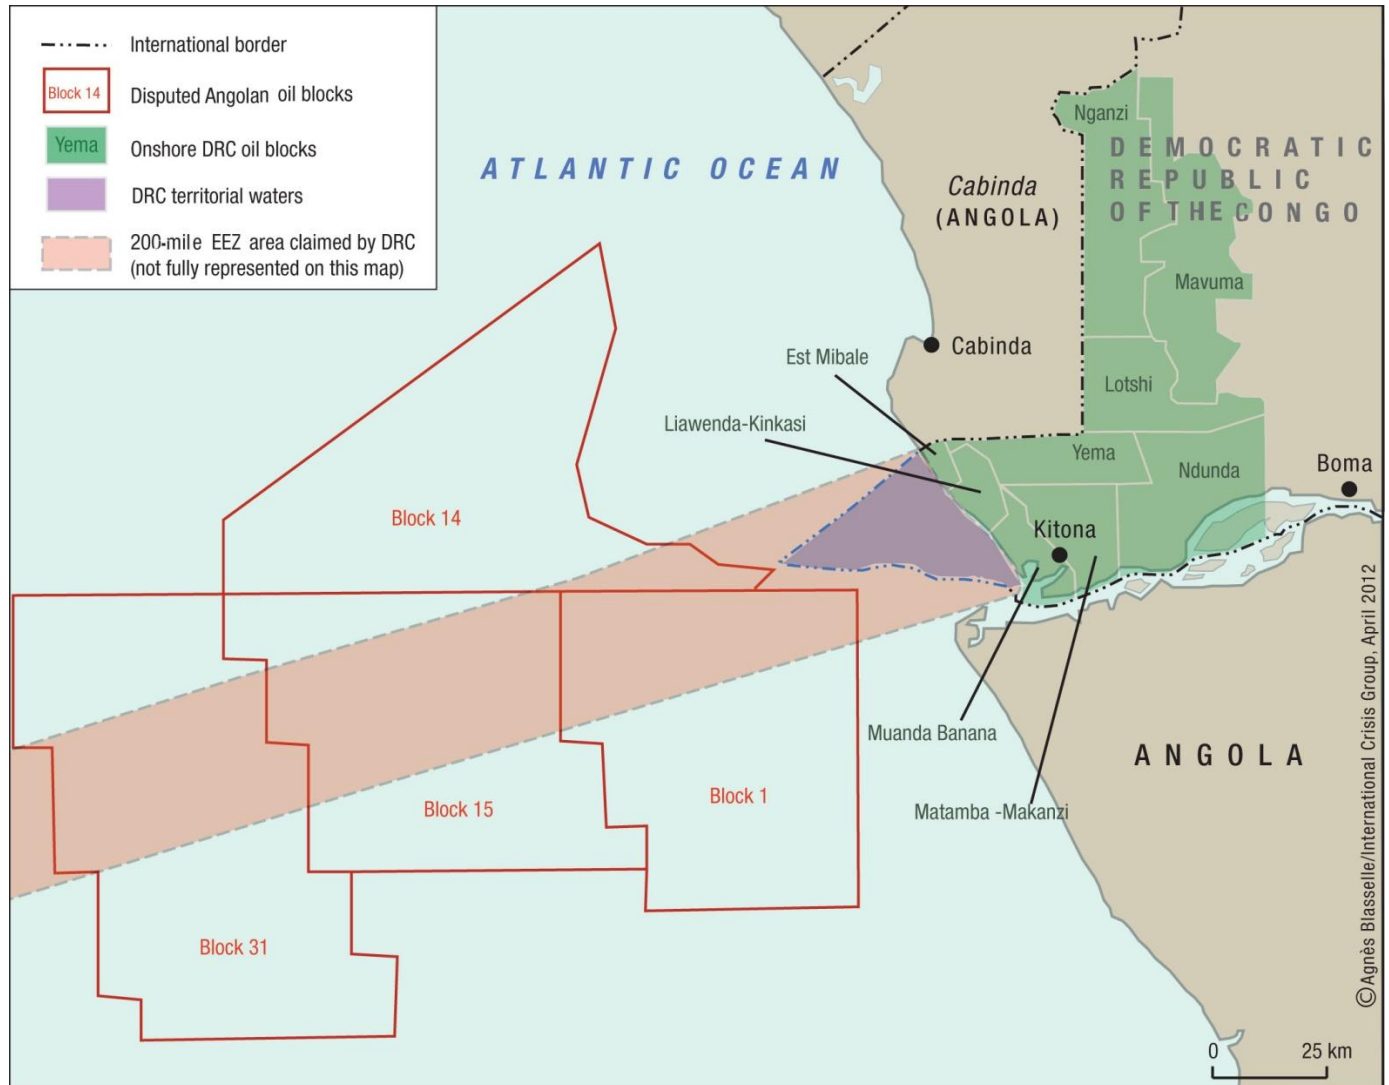 International border
Block 14
Disputed Angolan oil blocks
Yema
Onshore DRC oil blocks
DRC territorial waters
200-mile EEZ area claimed by DRC
(not fully represented on this map)
ATLANTIC OCEAN
Nganzi
DEMOCRATIC
REPUBLIC
OF THE CONGO
Cabinda
(ANGOLA)
Mavuma
Cabinda
Est Mibale
Lotshi
Liawenda-Kinkasi
Yema
Ndunda
Boma
Block 14
Kitona
Muanda Banana
ANGOLA
Block 15
Block 1
Matamba -Makanzi
Block 31
©Agnès Blasselle/International Crisis Group, April 2012
0 25 km